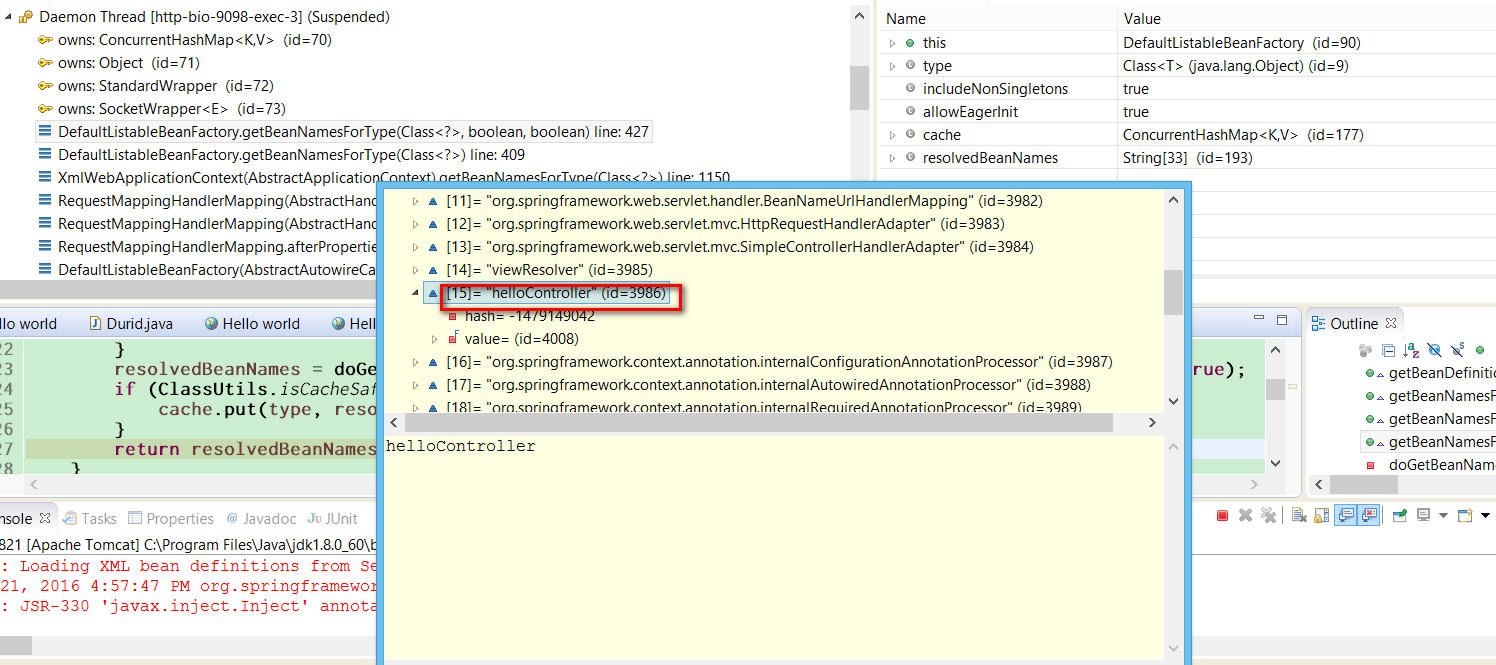 Daemon Thread [http-bio-9098-exec-3] (Suspended)
owns: ConcurrentHashMap<K,V> (id=70)
owns: Object (id=71)
owns: StandardWrapper (id=72)
owns: SocketWrapper<E> (id=73)
DefaultListableBeanFactory.getBeanNamesForType(Class<?>, boolean, boolean) line: 427
DefaultListableBeanFactory.getBeanNamesForType(Class<?>) line: 409
XmlWebApplicationContext(AbstractApplicationContext).getBeanNamesForType(Class<?>) line: 1150
RequestMappingHandlerMapping(AbstractHand
RequestMappingHandlerMapping(AbstractHand
RequestMappingHandlerMapping.afterPropertie
DefaultListableBeanFactory(AbstractAutowireCa
Name Value
this DefaultListableBeanFactory (id=90)
type Class<T> (java.lang.Object) (id=9)
includeNonSingletons true
allowEagerInit true
cache ConcurrentHashMap<K,V> (id=177)
resolvedBeanNames String[33] (id=193)
[11]= "org.springframework.web.servlet.handler.BeanNameUrlHandlerMapping" (id=3982)
[12]= "org.springframework.web.servlet.mvc.HttpRequestHandlerAdapter" (id=3983)
[13]= "org.springframework.web.servlet.mvc.SimpleControllerHandlerAdapter" (id=3984)
[14]= "viewResolver" (id=3985)
[15]= "helloController" (id=3986)
hash= -1479149042
value= (id=4008)
[16]= "org.springframework.context.annotation.internalConfigurationAnnotationProcessor" (id=3987)
[17]= "org.springframework.context.annotation.internalAutowiredAnnotationProcessor" (id=3988)
[18]= "org.springframework.context.annotation.internalRequiredAnnotationProcessor" (id=3989)
helloController
llo world Durid.java Hello world Hell
22 }
23 resolvedBeanNames = doGe rue);
24 if (ClassUtils.isCacheSaf
25 cache.put(type, reso
26 }
27 return resolvedBeanNames
28 }
Outline
getBeanDefinitio
getBeanNamesF
getBeanNamesF
getBeanNamesF
doGetBeanNam
nsole Tasks Properties Javadoc JUnit
821 [Apache Tomcat] C:\Program Files\Java\jdk1.8.0_60\b
: Loading XML bean definitions from Se
21, 2016 4:57:47 PM org.springframewor
: JSR-330 'javax.inject.Inject' annota